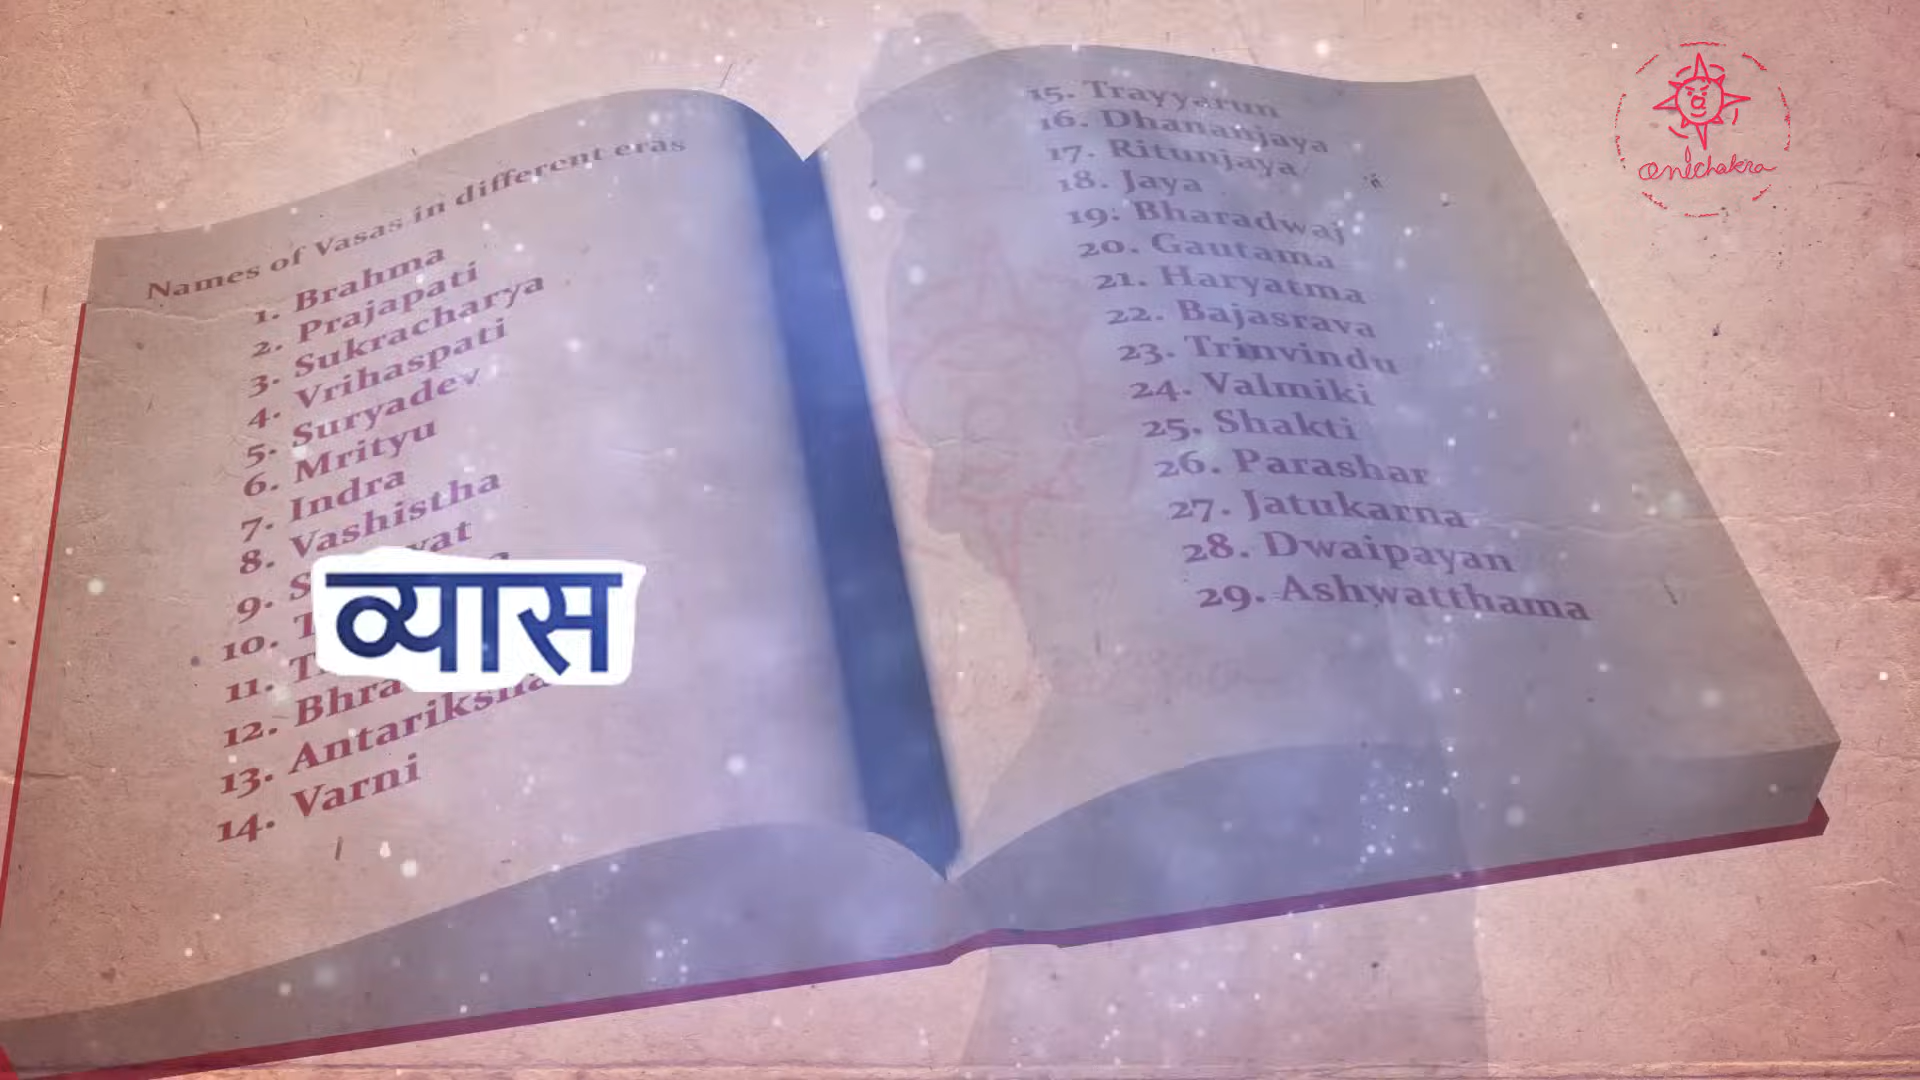 Names of Vasas in different eras
1. Brahma
2. Prajapati
3. Sukracharya
4. Vrihaspati
5. Suryadev
6. Mrityu
7. Indra
8. Vashistha
9.
10.
11.
12.
13. Antariksha
14. Varni
व्यास
15. Trayyarun
16. Dhananjaya
17. Ritunjaya
18. Jaya
19. Bharadwaj
20. Gautama
21. Haryatma
22. Bajasrava
23. Trinvindu
24. Valmiki
25. Shakti
26. Parashar
27. Jatukarna
28. Dwaipayan
29. Ashwatthama
onichakra